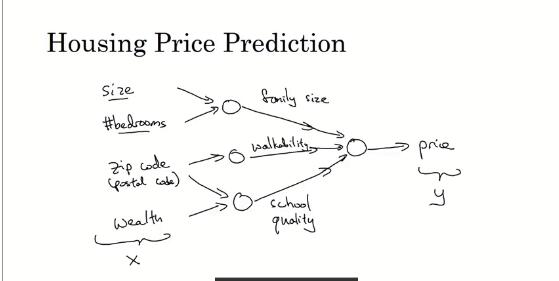 Housing Price Prediction
size
family size
#bedrooms
walkability
price
zip code
(postal code)
y
school
quality
wealth
x